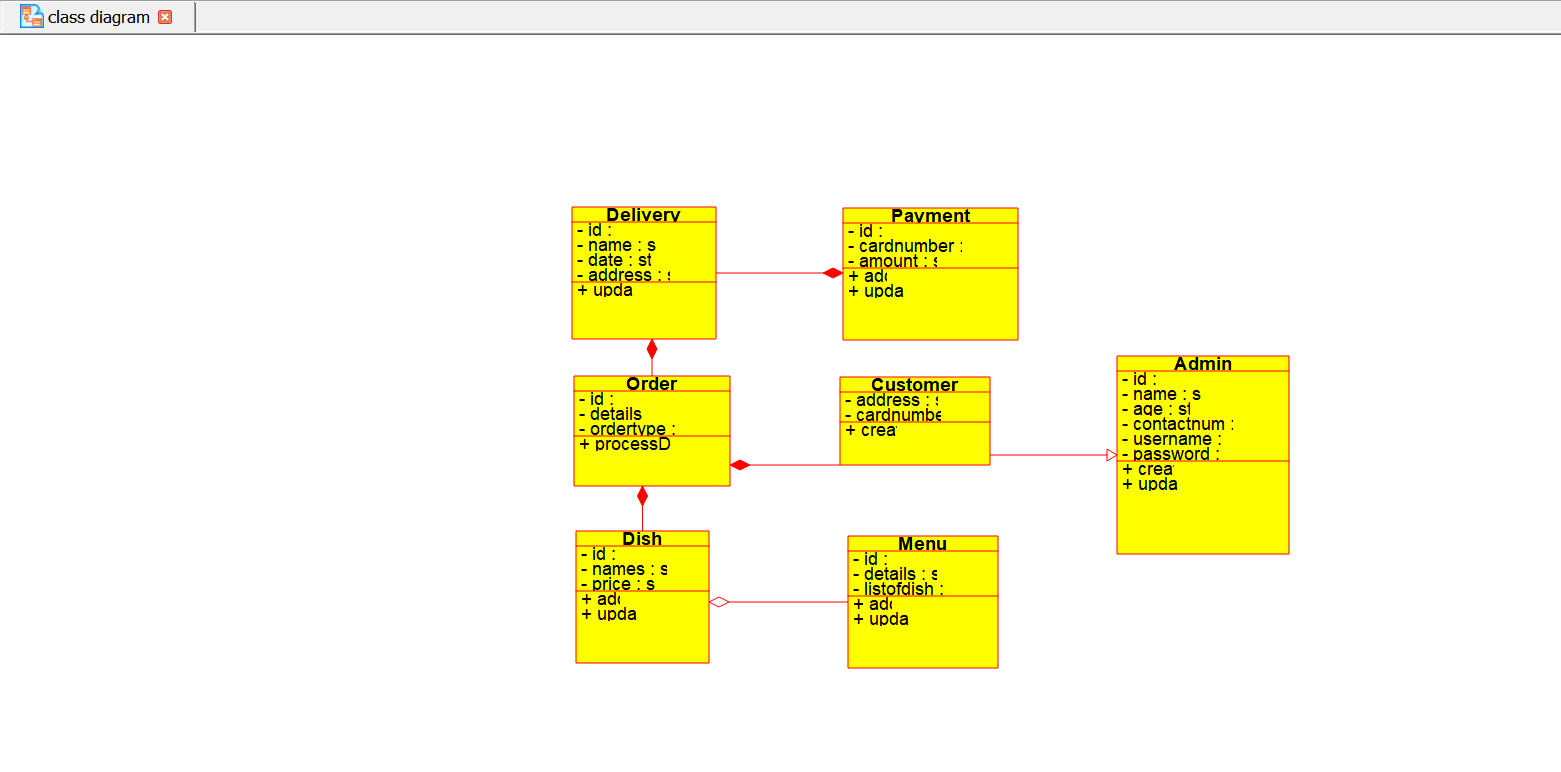 class diagram
Delivery
- id :
- name : s
- date : st
- address : s
+ upda
Payment
- id :
- cardnumber :
- amount : s
+ add
+ upda
Order
- id :
- details
- ordertype :
+ processD
Customer
- address : s
- cardnumbe
+ crea
Admin
- id :
- name : s
- age : st
- contactnum :
- username :
- password :
+ crea
+ upda
Dish
- id :
- names : s
- price : s
+ add
+ upda
Menu
- id :
- details : s
- listofdish :
+ add
+ upda